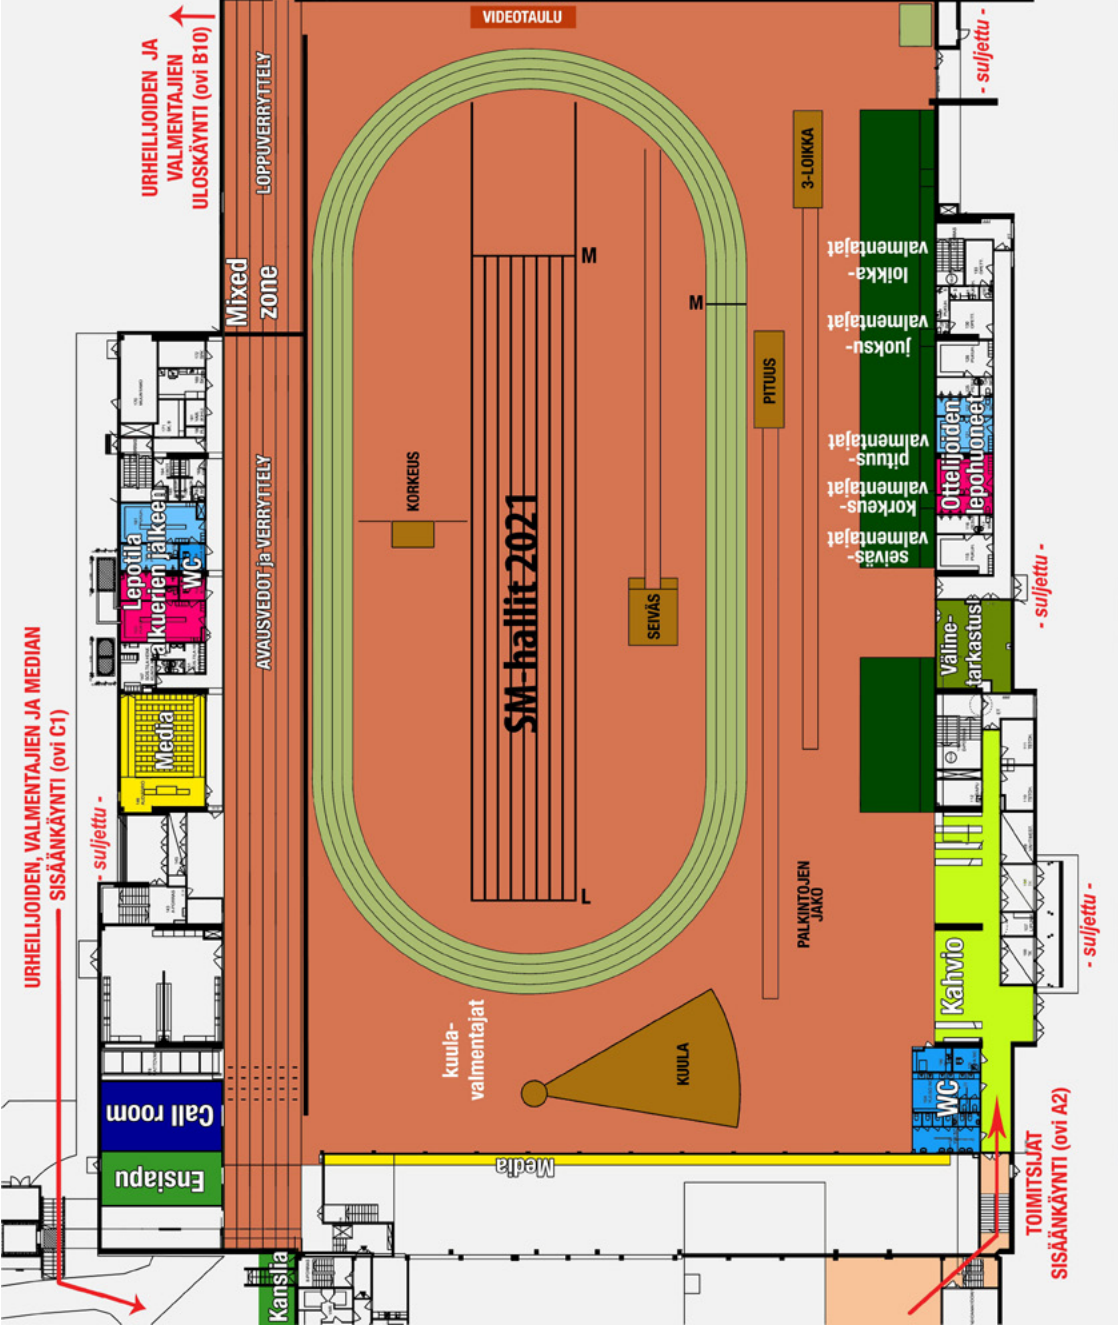 VIDEOTAULU
URHEILIJOIDEN JA
VALMENTAJIEN
ULOSKÄYNTI (ovi B10)
LOPPUVERRYTTELY
Mixed
zone
- suljettu -
3-LOIKKA
loikka-
valmentajat
juoksu-
valmentajat
pituus-
valmentajat
korkeus-
valmentajat
seiväs-
valmentajat
M
M
PITUUS
KORKEUS
SM-hallit 2021
SEIVÄS
AVAUSVEDOT ja VERRYTTELY
Lepotila
alkuerien jälkeen
WC
Media
Ottelijoiden
lepohuoneet
Väline-
tarkastus
- suljettu -
URHEILIJOIDEN, VALMENTAJIEN JA MEDIAN
SISÄÄNKÄYNTI (ovi C1)
- suljettu -
L
PALKINTOJEN
JAKO
Kahvio
- suljettu -
kuula-
valmentajat
KUULA
WC
Call room
Ensiapu
Media
Kanslia
TOIMITSIJAT
SISÄÄNKÄYNTI (ovi A2)